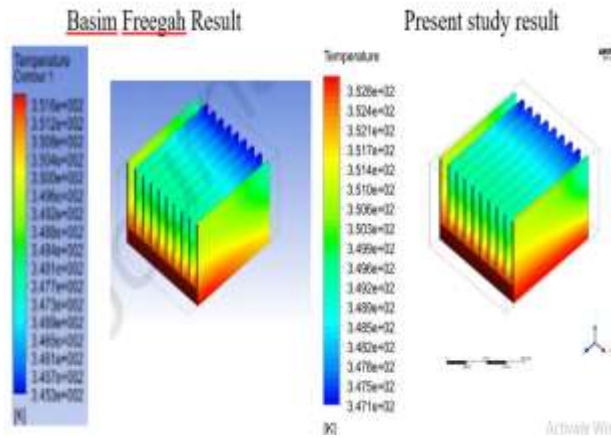 Basim Freegah Result
Present study result
Temperature
Contour 1
3.516e+002
3.512e+002
3.508e+002
3.504e+002
3.500e+002
3.496e+002
3.492e+002
3.488e+002
3.484e+002
3.481e+002
3.477e+002
3.473e+002
3.469e+002
3.465e+002
3.461e+002
3.457e+002
3.453e+002
[K]
Temperature
3.528e+02
3.524e+02
3.521e+02
3.517e+02
3.514e+02
3.510e+02
3.506e+02
3.503e+02
3.499e+02
3.496e+02
3.492e+02
3.489e+02
3.485e+02
3.482e+02
3.478e+02
3.475e+02
3.471e+02
[K]
Activate Win